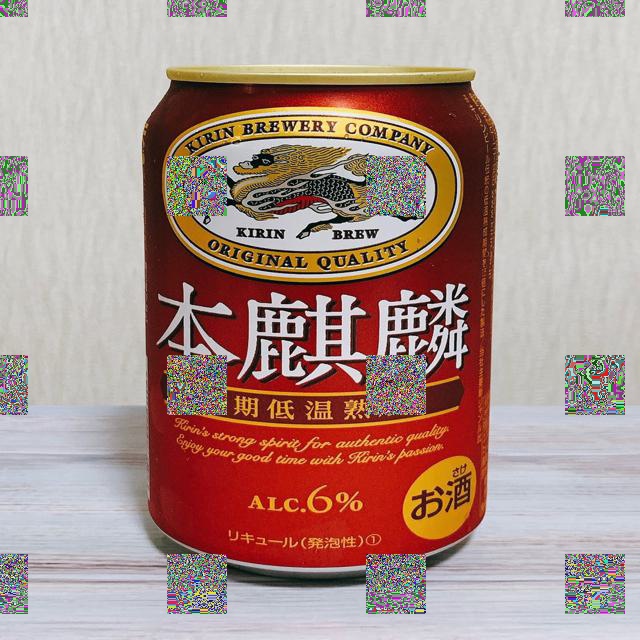 KIRIN BREWERY COMPANY
KIRIN BREW
ORIGINAL QUALITY
本麒麟
期低温熟
Kirin's strong spirit for authentic quality.
Enjoy your good time with Kirin's passion.
ALC.6%
さけ
お酒
リキュール(発泡性)①